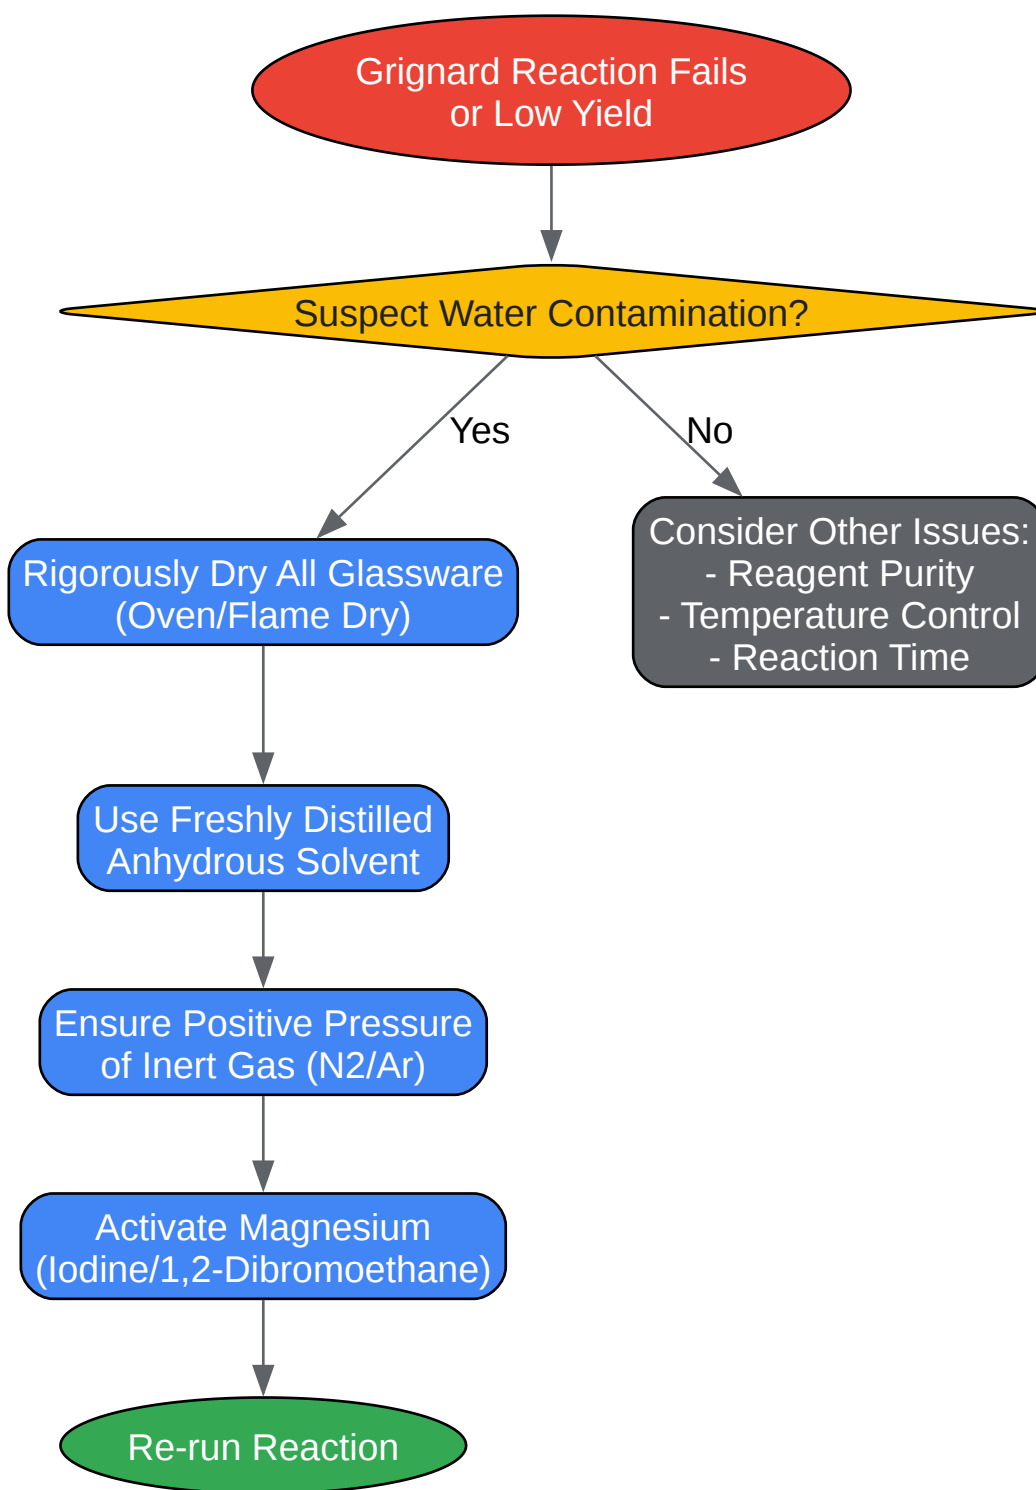 Grignard Reaction Fails
or Low Yield
Suspect Water Contamination?
Yes
No
Consider Other Issues:
- Reagent Purity
- Temperature Control
- Reaction Time
Rigorously Dry All Glassware
(Oven/Flame Dry)
Use Freshly Distilled
Anhydrous Solvent
Ensure Positive Pressure
of Inert Gas (N2/Ar)
Activate Magnesium
(Iodine/1,2-Dibromoethane)
Re-run Reaction